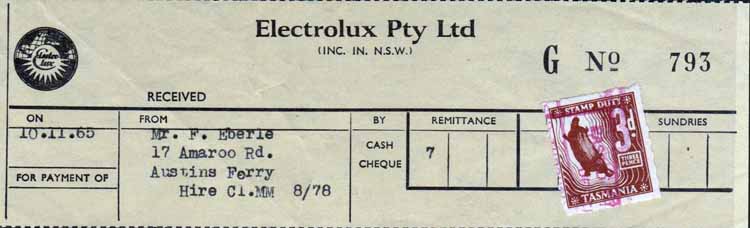 Electrolux Pty Ltd
(INC. IN. N.S.W.)
Electro
lux
G No 793
RECEIVED
ON FROM BY REMITTANCE SUNDRIES
10.11.65 Mr. F. Eberle
17 Amaroo Rd.
CASH
CHEQUE 7
Austins Ferry
FOR PAYMENT OF
Hire Cl.MM 8/78
STAMP DUTY
3d.
THREE
PENCE
TASMANIA